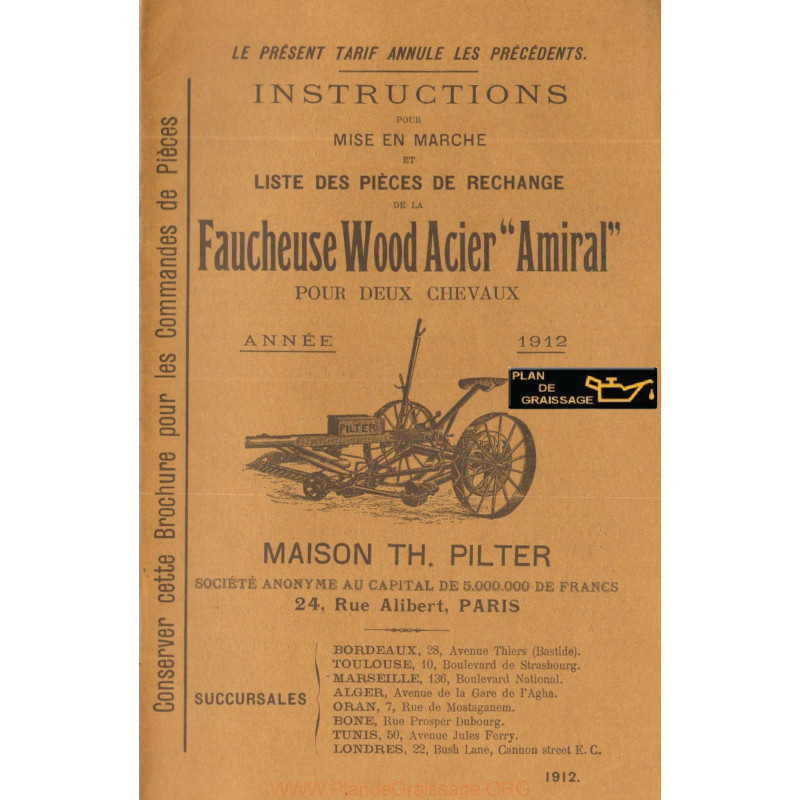 LE PRÉSENT TARIF ANNULE LES PRÉCÉDENTS.
INSTRUCTIONS
POUR
MISE EN MARCHE
ET
LISTE DES PIÈCES DE RECHANGE
DE LA
Faucheuse Wood Acier "Amiral"
POUR DEUX CHEVAUX
ANNÉE 1912
PLAN
DE
GRAISSAGE
PILTER
MAISON TH. PILTER
SOCIÉTÉ ANONYME AU CAPITAL DE 5.000.000 DE FRANCS
24, Rue Alibert, PARIS
SUCCURSALES
BORDEAUX, 28, Avenue Thiers (Bastide).
TOULOUSE, 10, Boulevard de Strasbourg.
MARSEILLE, 136, Boulevard National.
ALGER, Avenue de la Gare de l'Agha.
ORAN, 7, Rue de Mostaganem.
BONE, Rue Prosper Dubourg.
TUNIS, 50, Avenue Jules Ferry.
LONDRES, 22, Bush Lane, Cannon street E. C.
1912.
Conserver cette Brochure pour les Commandes de Pièces
www.PlandeGraissage.ORG